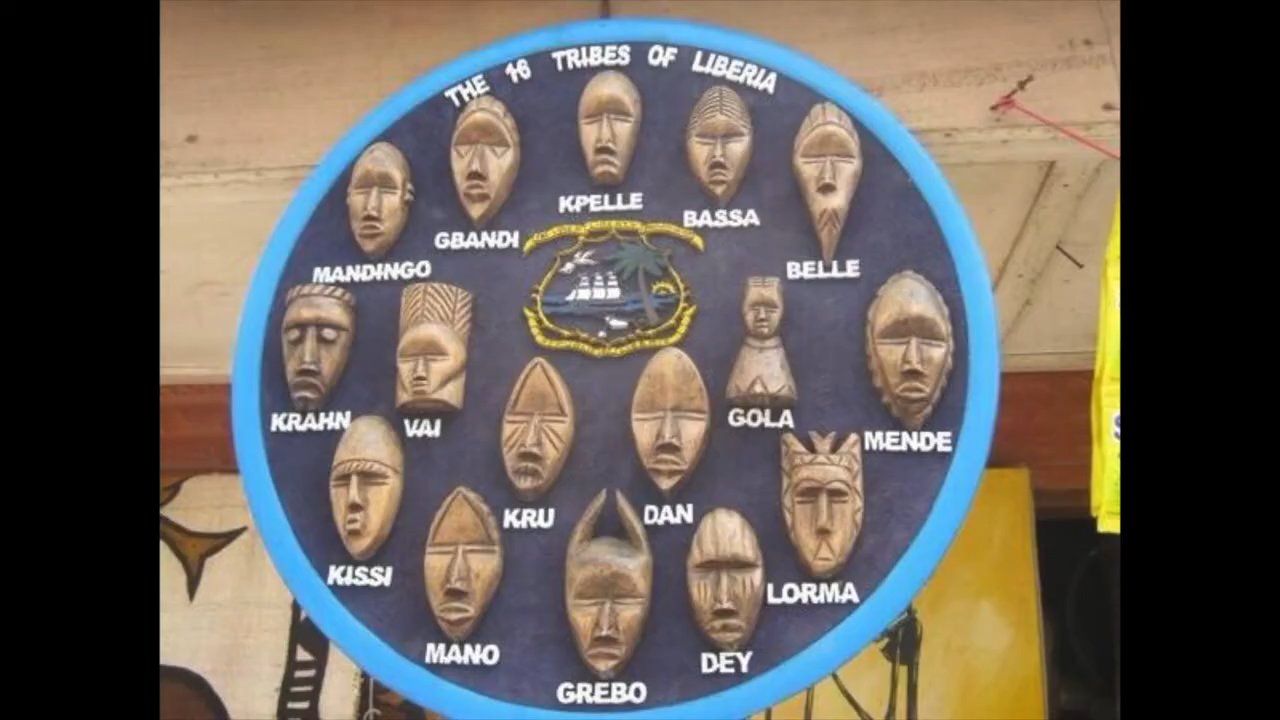 THE 16 TRIBES OF LIBERIA
KPELLE
BASSA
GBANDI
MANDINGO
BELLE
KRAHN
VAI
GOLA
MENDE
KRU
DAN
KISSI
LORMA
MANO
DEY
GREBO